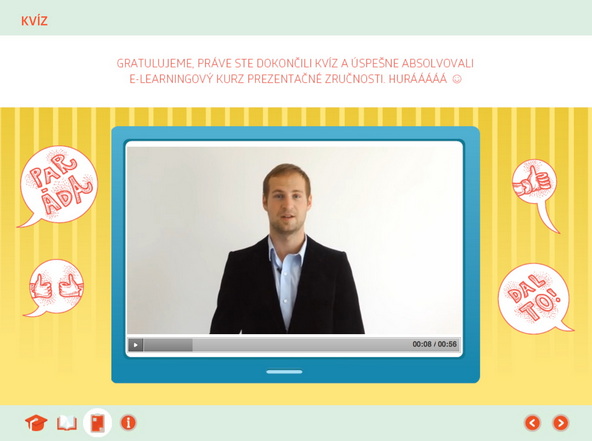 KVÍZ
GRATULUJEME, PRÁVE STE DOKONČILI KVÍZ A ÚSPEŠNE ABSOLVOVALI
E-LEARNINGOVÝ KURZ PREZENTAČNÉ ZRUČNOSTI. HURÁÁÁÁÁ ☺
PAR
ÁDA
DAL
TO!
00:08 / 00:56
i